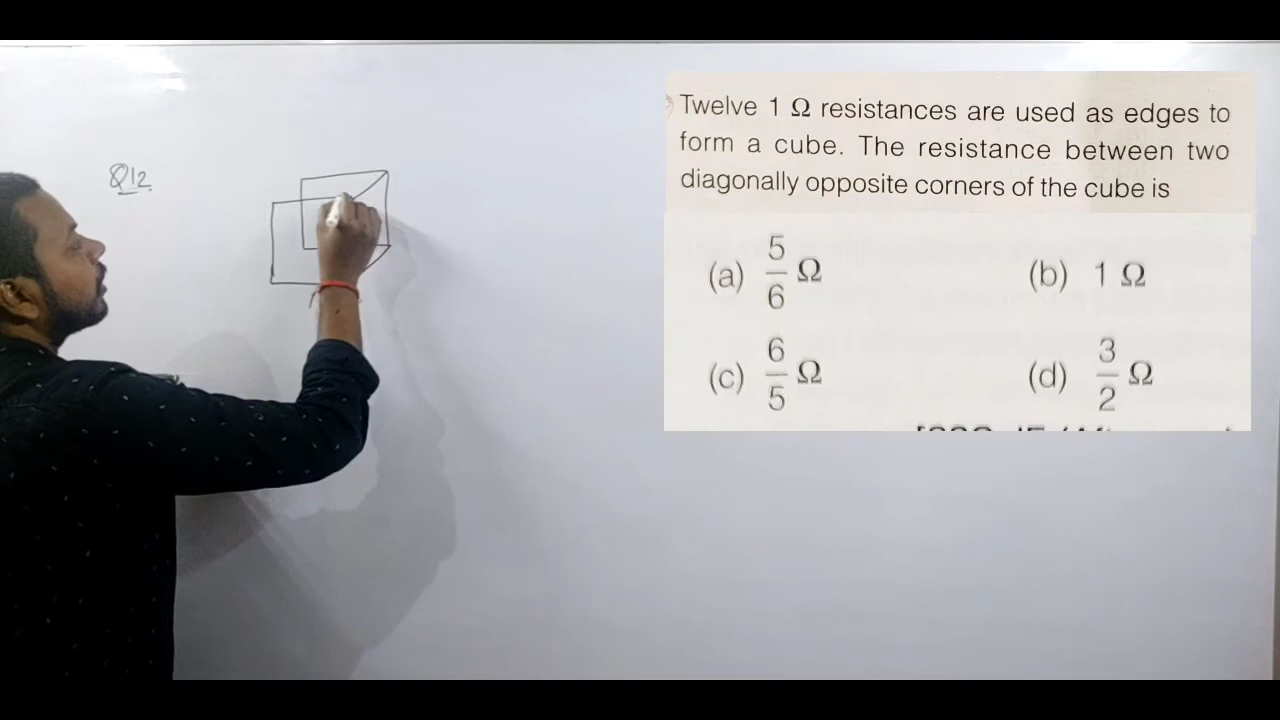 Q12.
Twelve 1 Ω resistances are used as edges to
form a cube. The resistance between two
diagonally opposite corners of the cube is
(a) 5/6 Ω (b) 1 Ω
(c) 6/5 Ω (d) 3/2 Ω